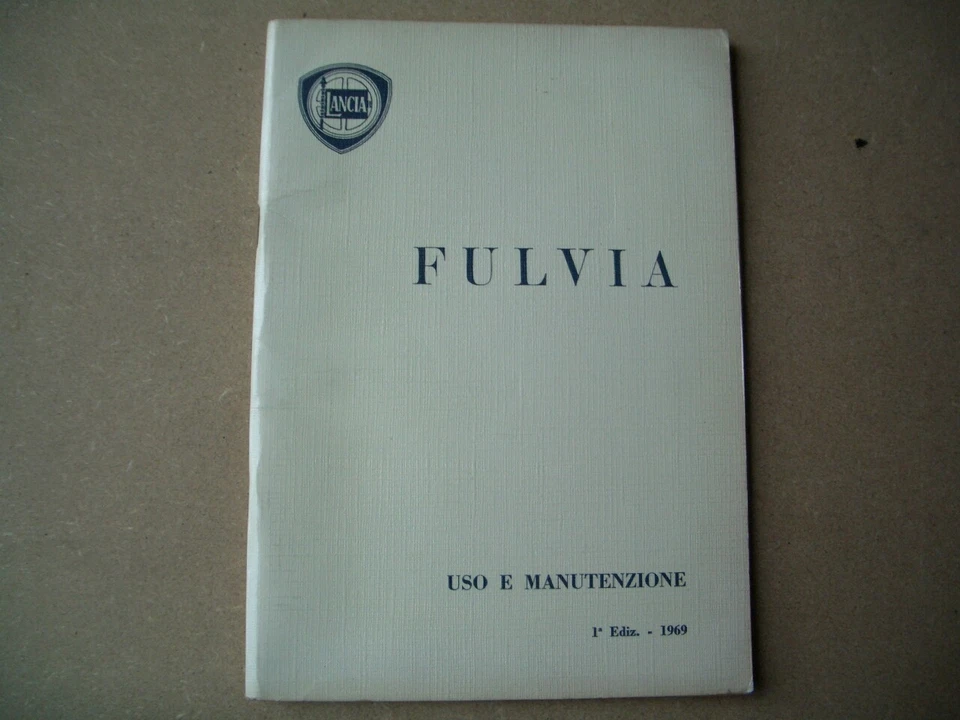 LANCIA
FULVIA
USO E MANUTENZIONE
1ª Ediz. - 1969